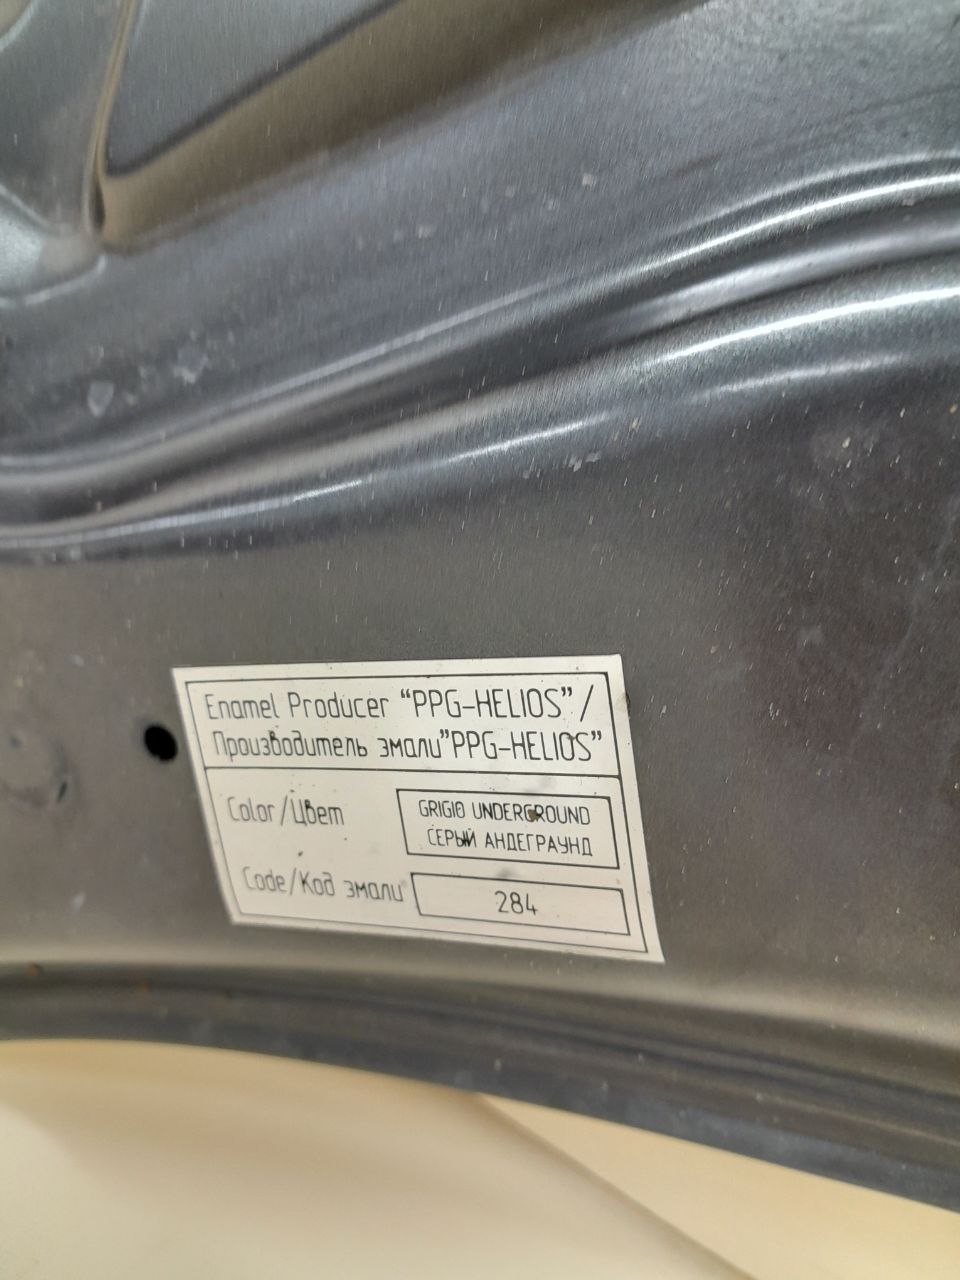 Enamel Producer “PPG-HELIOS” /
Производитель эмали”PPG-HELIOS”
Color/Цвет
GRIGIO UNDERGROUND
СЕРЫЙ АНДЕГРАУНД
Code/Код эмали
284